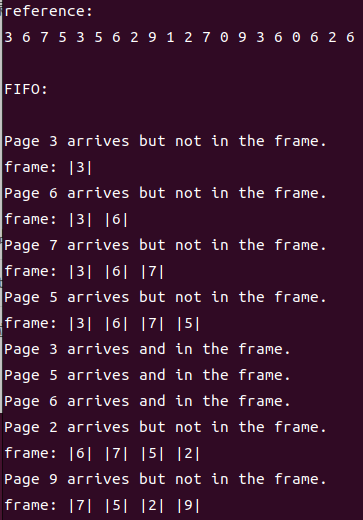 reference:
3 6 7 5 3 5 6 2 9 1 2 7 0 9 3 6 0 6 2 6
FIFO:
Page 3 arrives but not in the frame.
frame: |3|
Page 6 arrives but not in the frame.
frame: |3| |6|
Page 7 arrives but not in the frame.
frame: |3| |6| |7|
Page 5 arrives but not in the frame.
frame: |3| |6| |7| |5|
Page 3 arrives and in the frame.
Page 5 arrives and in the frame.
Page 6 arrives and in the frame.
Page 2 arrives but not in the frame.
frame: |6| |7| |5| |2|
Page 9 arrives but not in the frame.
frame: |7| |5| |2| |9|